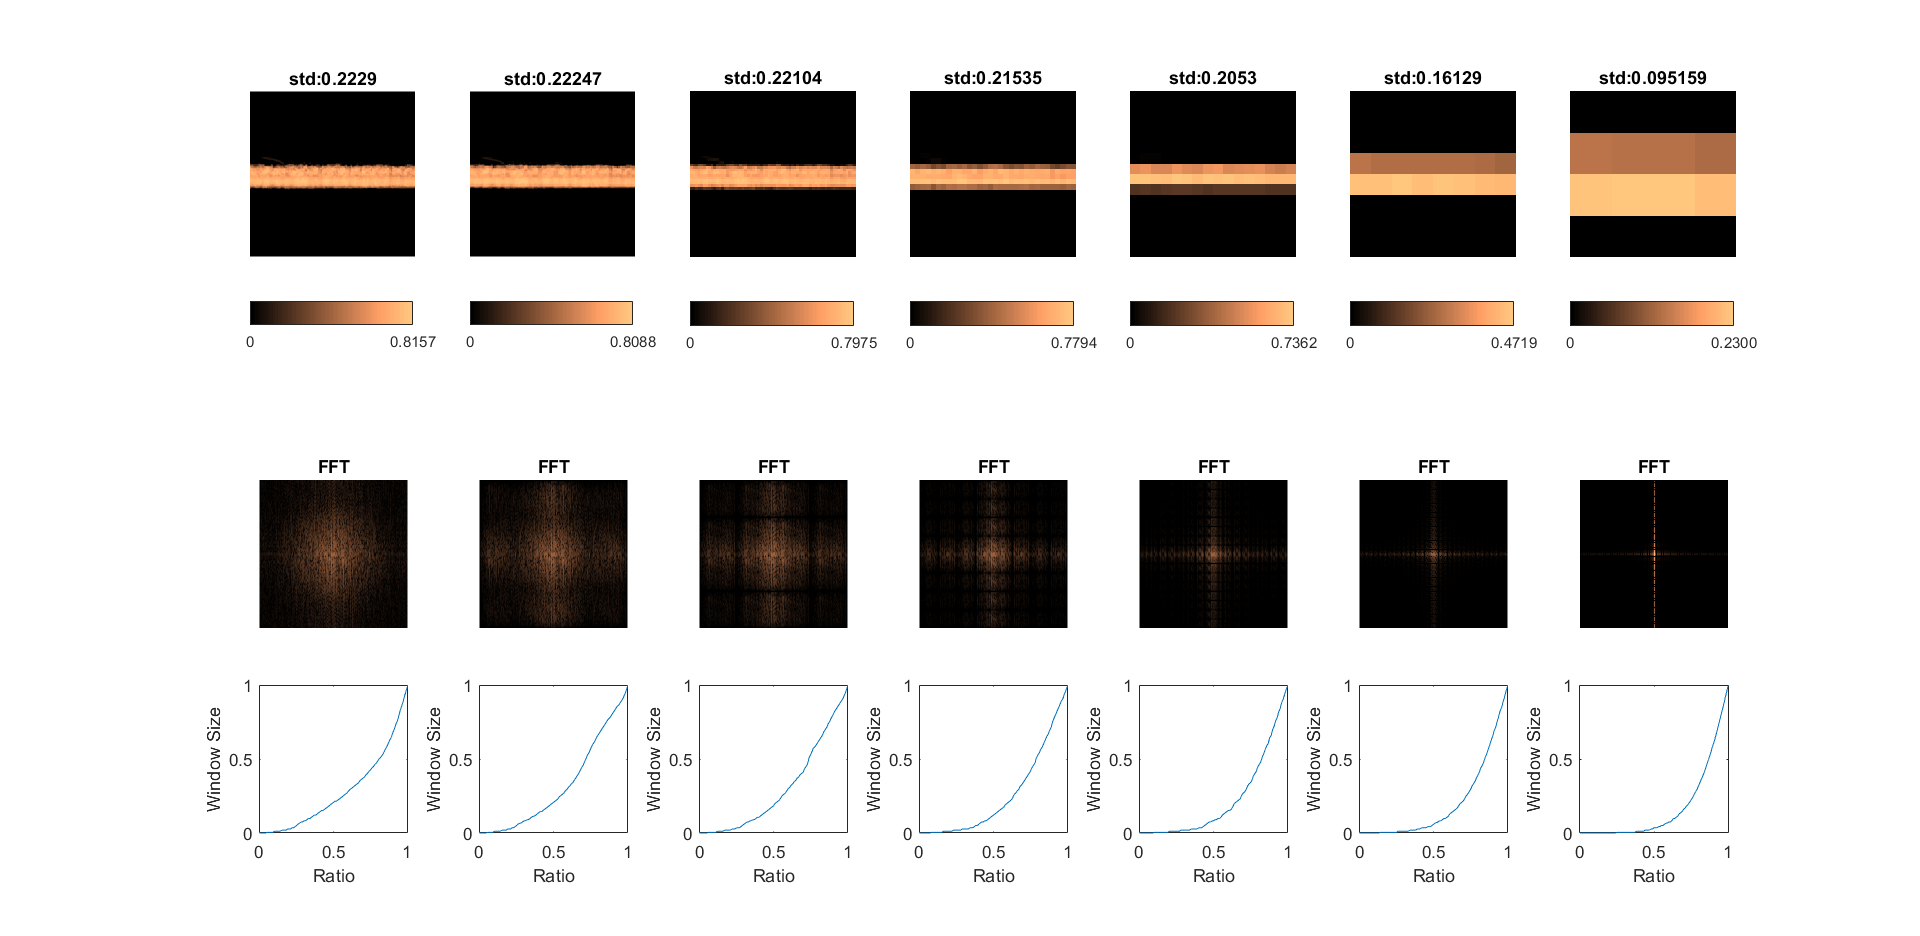 std:0.2229 std:0.22247 std:0.22104 std:0.21535 std:0.2053 std:0.16129 std:0.095159
0 0.8157 0 0.8088 0 0.7975 0 0.7794 0 0.7362 0 0.4719 0 0.2300
FFT FFT FFT FFT FFT FFT FFT
1 1 1 1 1 1 1
Window Size Window Size Window Size Window Size Window Size Window Size Window Size
0.5 0.5 0.5 0.5 0.5 0.5 0.5
0 0 0 0 0 0 0
0 0.5 1 0 0.5 1 0 0.5 1 0 0.5 1 0 0.5 1 0 0.5 1 0 0.5 1
Ratio Ratio Ratio Ratio Ratio Ratio Ratio